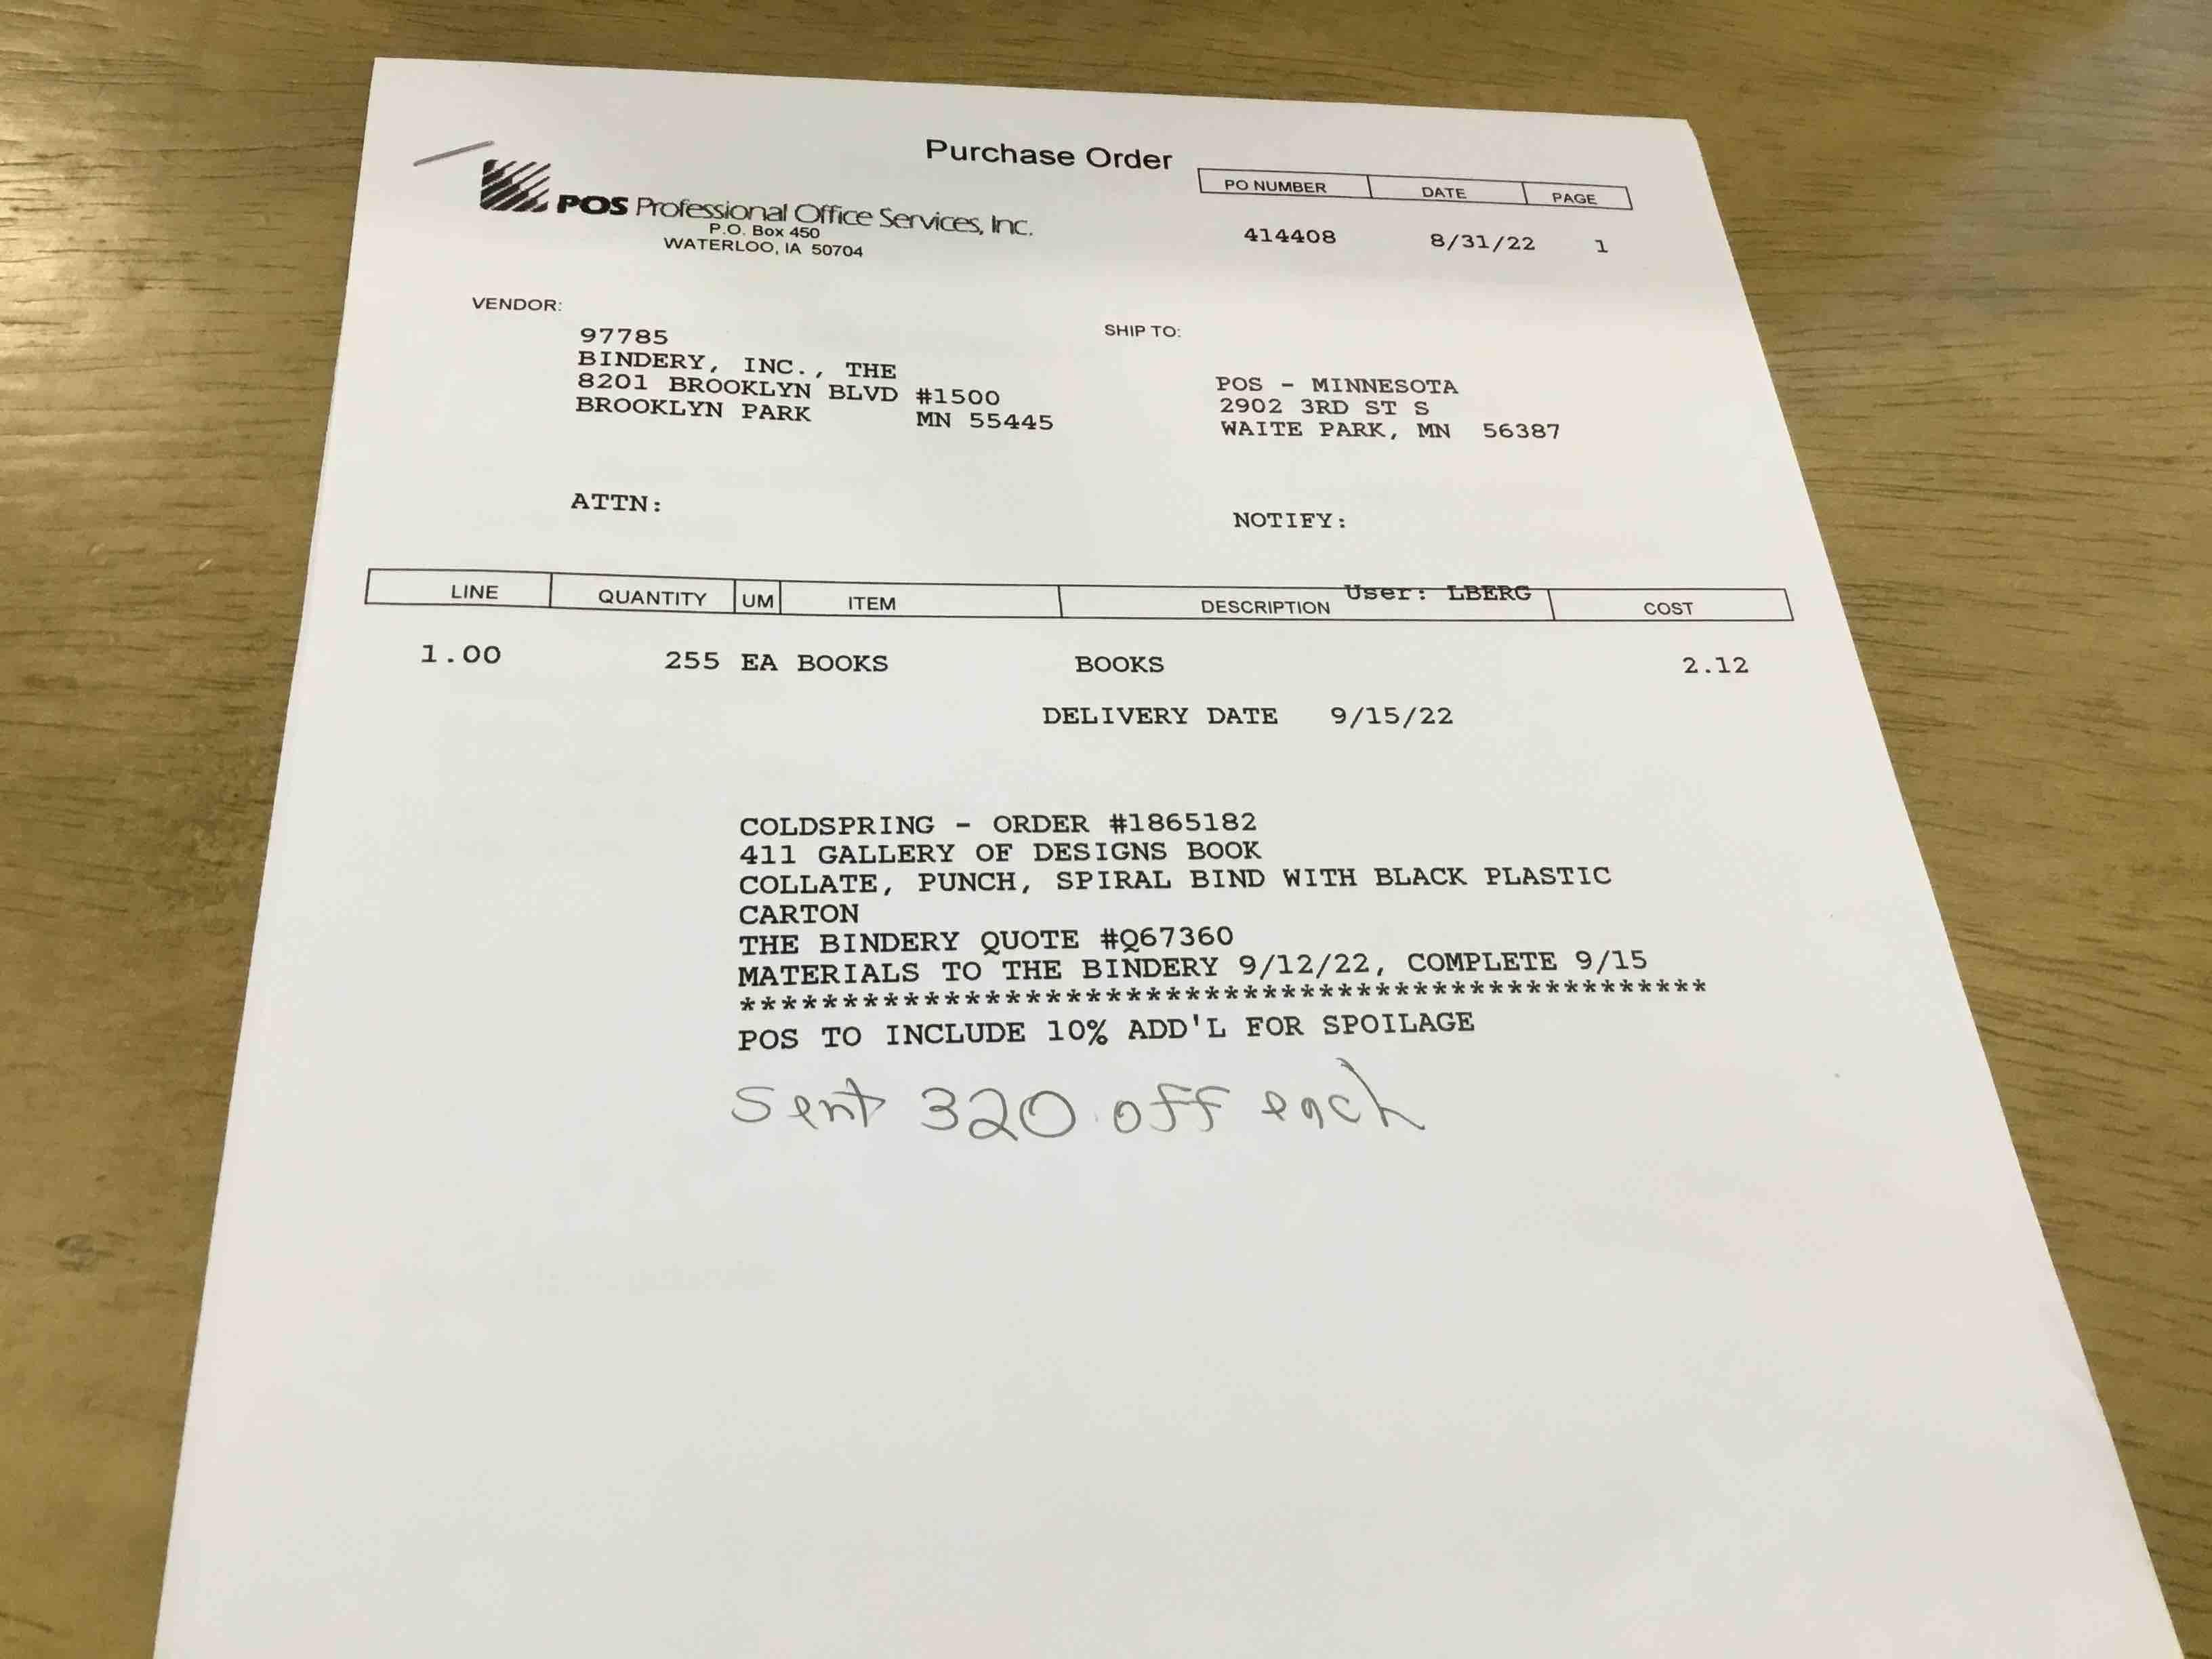 Purchase Order
POS Professional Office Services, Inc.
P.O. Box 450
WATERLOO, IA 50704
PO NUMBER DATE PAGE
414408 8/31/22 1
VENDOR:
97785
BINDERY, INC., THE
8201 BROOKLYN BLVD #1500
BROOKLYN PARK MN 55445
SHIP TO:
POS - MINNESOTA
2902 3RD ST S
WAITE PARK, MN 56387
ATTN:
NOTIFY:
User: LBERG
LINE QUANTITY UM ITEM DESCRIPTION COST
1.00 255 EA BOOKS BOOKS 2.12
DELIVERY DATE 9/15/22
COLDSPRING - ORDER #1865182
411 GALLERY OF DESIGNS BOOK
COLLATE, PUNCH, SPIRAL BIND WITH BLACK PLASTIC
CARTON
THE BINDERY QUOTE #Q67360
MATERIALS TO THE BINDERY 9/12/22, COMPLETE 9/15
**************************************************
POS TO INCLUDE 10% ADD'L FOR SPOILAGE
Sent 320 off each